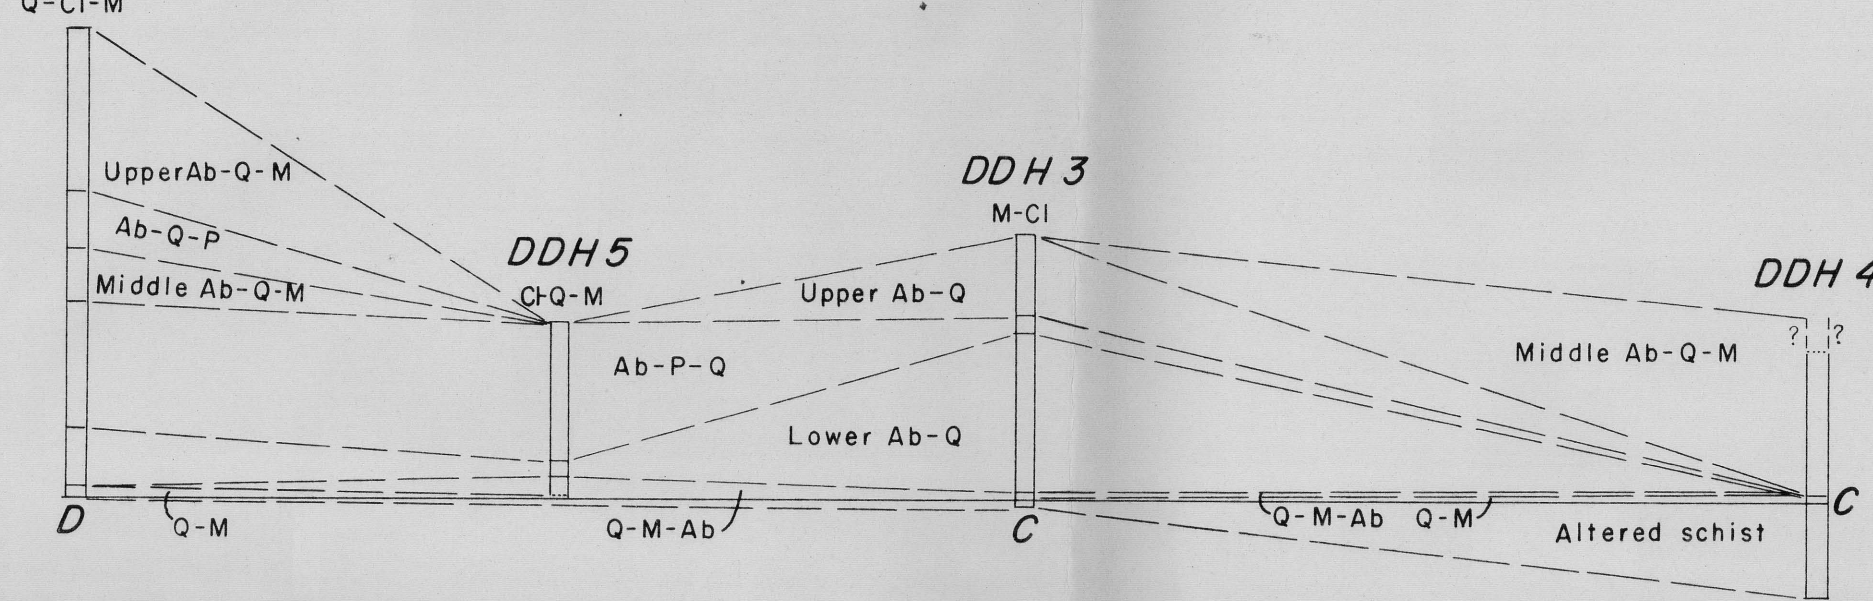 Q-Cl-M
DDH 3
M-Cl
Upper Ab-Q-M
Ab-Q-P
DDH 5
DDH 4
Middle Ab-Q-M
Cl-Q-M
Upper Ab-Q
? ?
Middle Ab-Q-M
Ab-P-Q
Lower Ab-Q
D
Q-M
Q-M-Ab
C
Q-M-Ab Q-M
C
Altered schist